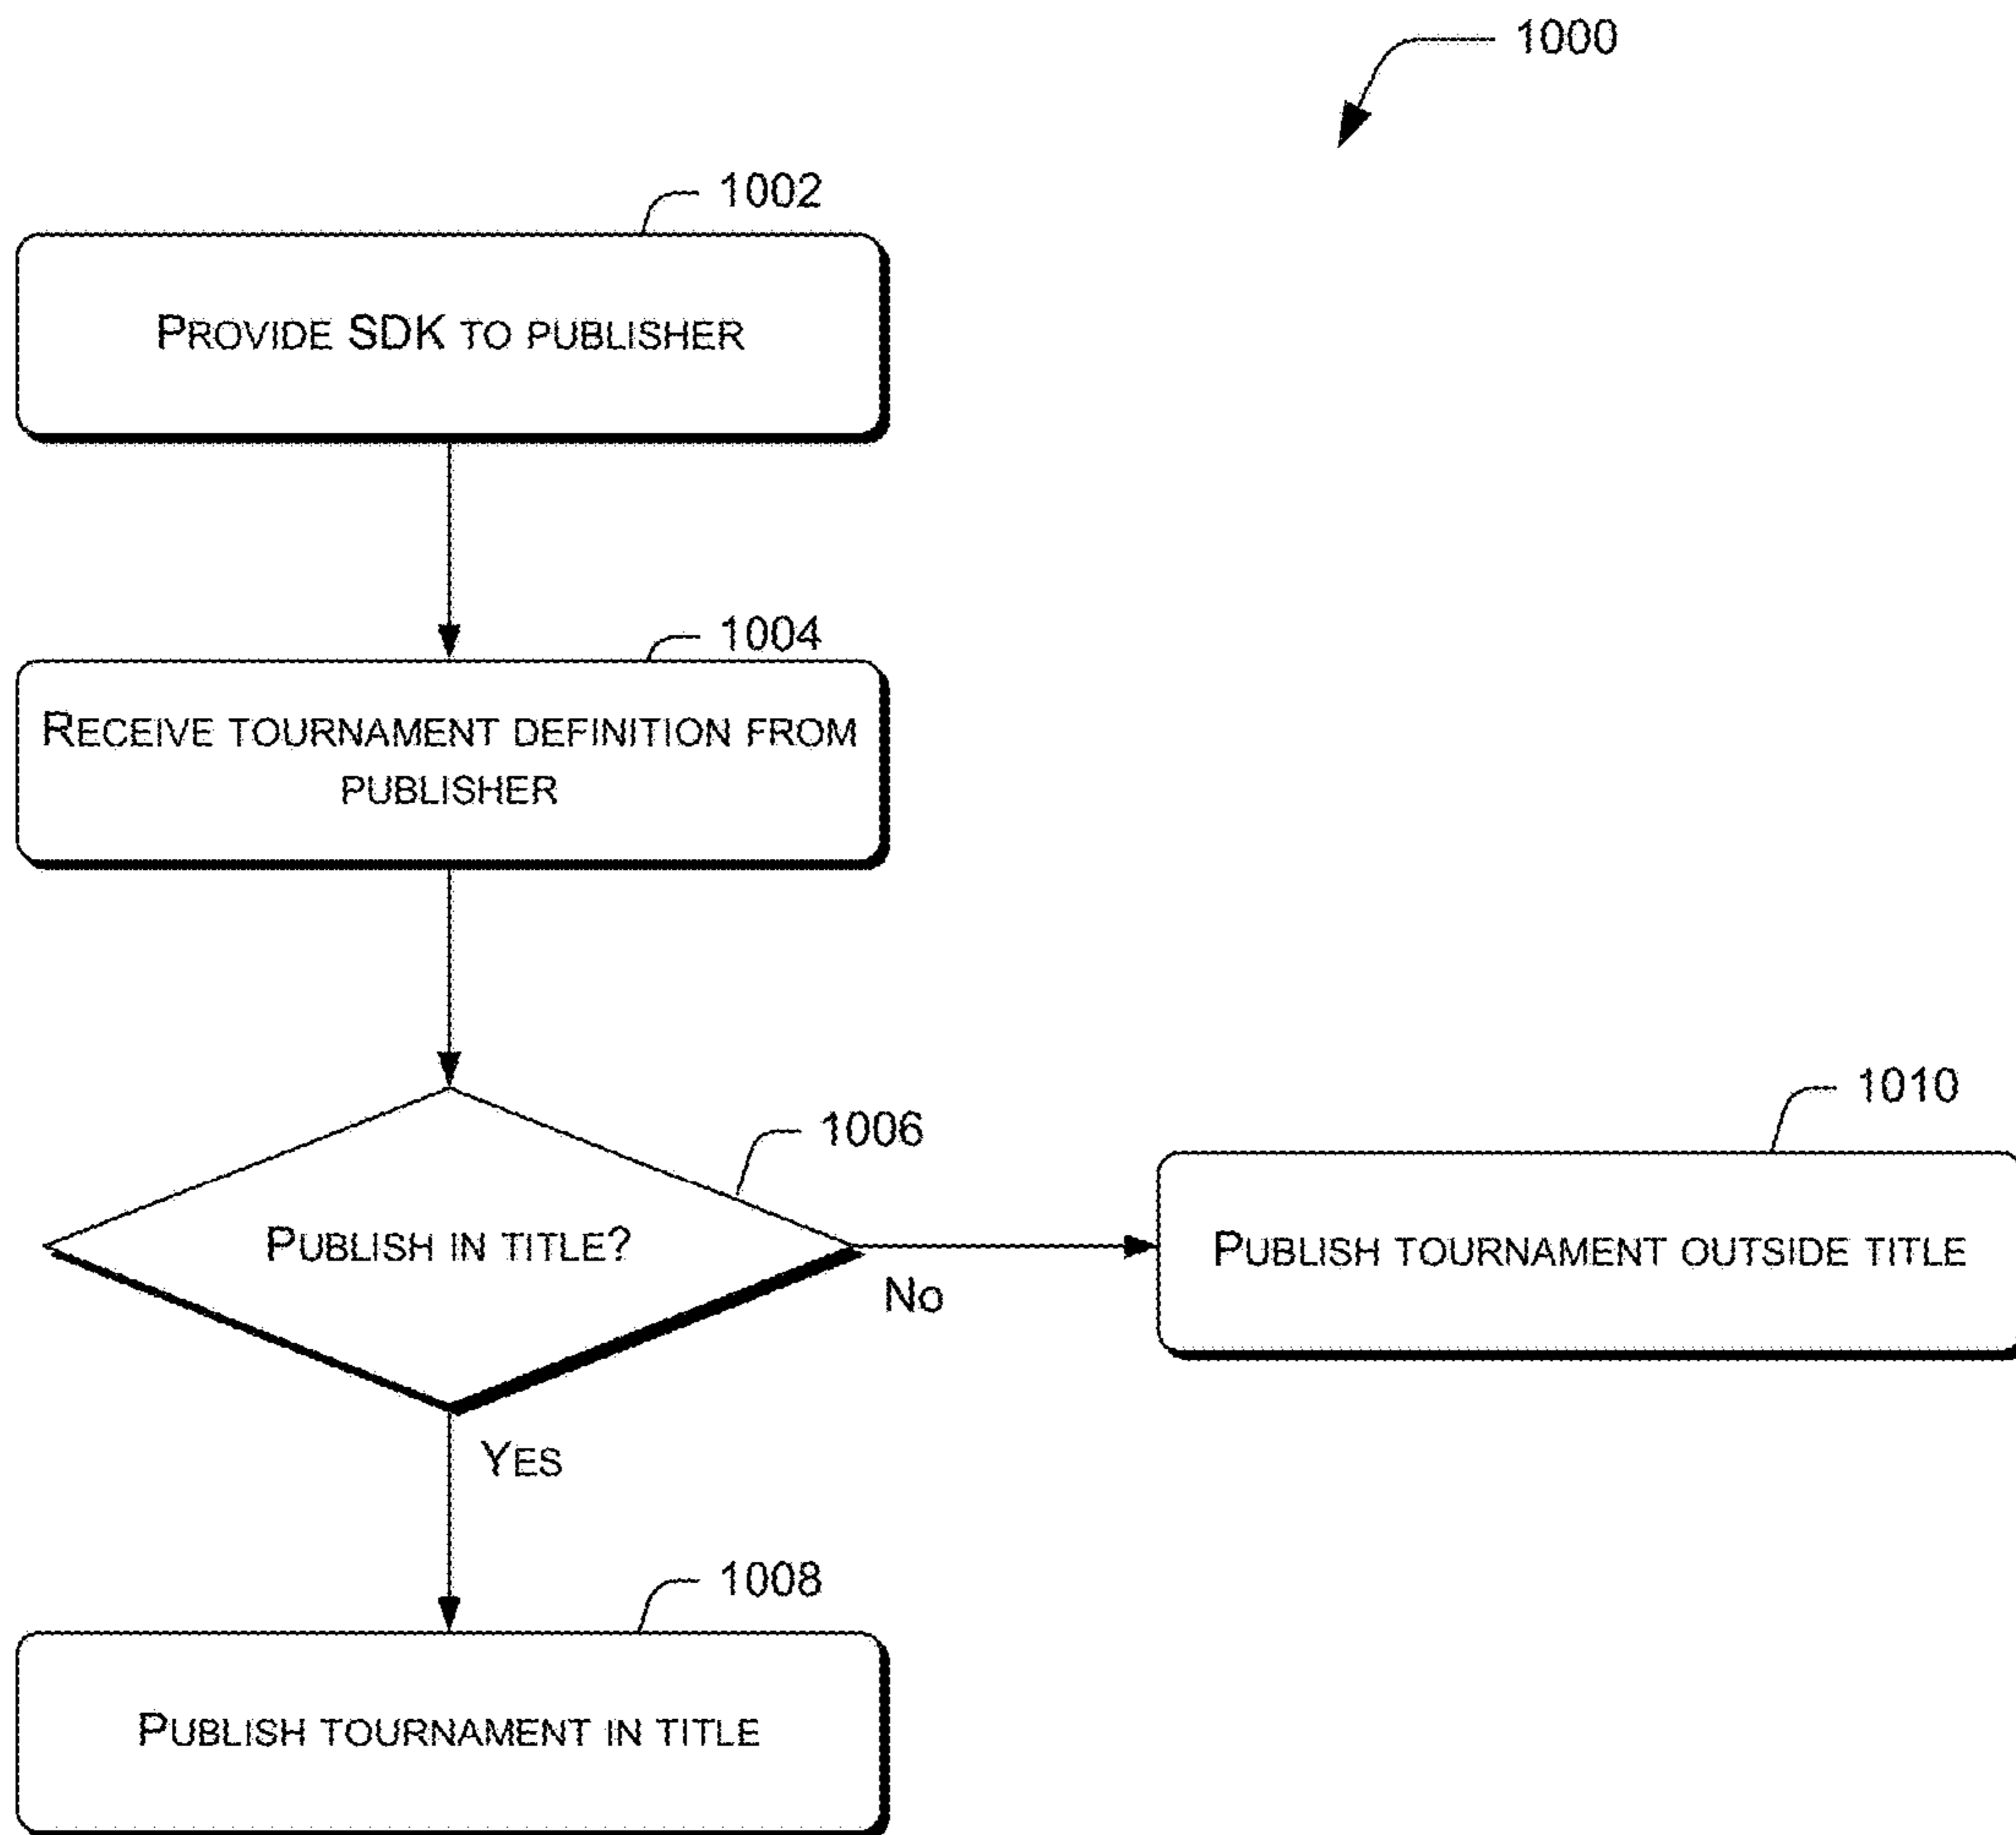 1000
1002
PROVIDE SDK TO PUBLISHER
1004
RECEIVE TOURNAMENT DEFINITION FROM
PUBLISHER
1006
PUBLISH IN TITLE?
NO
1010
PUBLISH TOURNAMENT OUTSIDE TITLE
YES
1008
PUBLISH TOURNAMENT IN TITLE